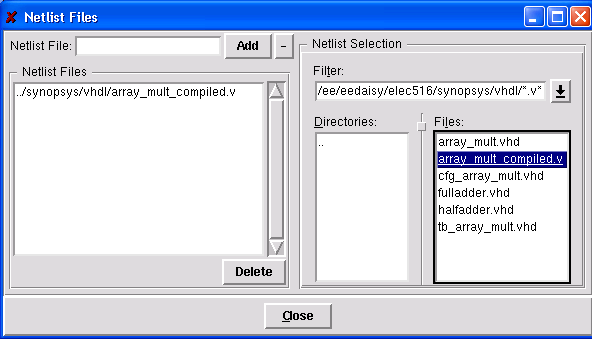 Netlist Files
Netlist File:
Add
-
Netlist Files
../synopsys/vhdl/array_mult_compiled.v
Delete
Netlist Selection
Filter:
/ee/eedaisy/elec516/synopsys/vhdl/*.v*
Directories:
..
Files:
array_mult.vhd
array_mult_compiled.v
cfg_array_mult.vhd
fulladder.vhd
halfadder.vhd
tb_array_mult.vhd
Close